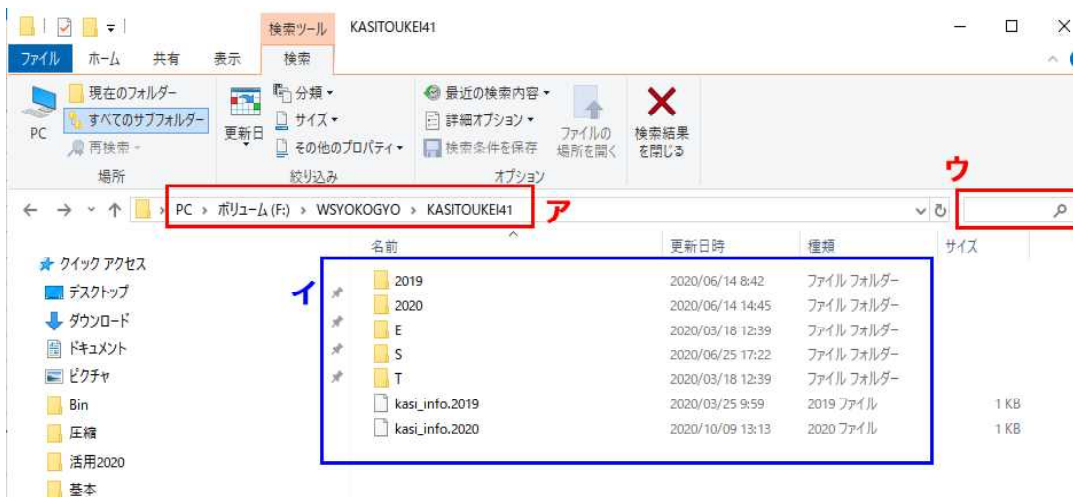 検索ツール KASITOUKEI41
ファイル ホーム 共有 表示 検索
PC
現在のフォルダー
すべてのサブフォルダー
再検索
場所
更新日
分類
サイズ
その他のプロパティ
絞り込み
最近の検索内容
詳細オプション
検索条件を保存
ファイルの
場所を開く
検索結果
を閉じる
オプション
ウ
PC › ボリューム (F:) › WSYOKOGYO › KASITOUKEI41
ア
名前 更新日時 種類 サイズ
クイック アクセス
デスクトップ
ダウンロード
ドキュメント
ピクチャ
Bin
圧縮
活用2020
基本
イ
2019 2020/06/14 8:42 ファイル フォルダー
2020 2020/06/14 14:45 ファイル フォルダー
E 2020/03/18 12:39 ファイル フォルダー
S 2020/06/25 17:22 ファイル フォルダー
T 2020/03/18 12:39 ファイル フォルダー
kasi_info.2019 2020/03/25 9:59 2019 ファイル 1 KB
kasi_info.2020 2020/10/09 13:13 2020 ファイル 1 KB